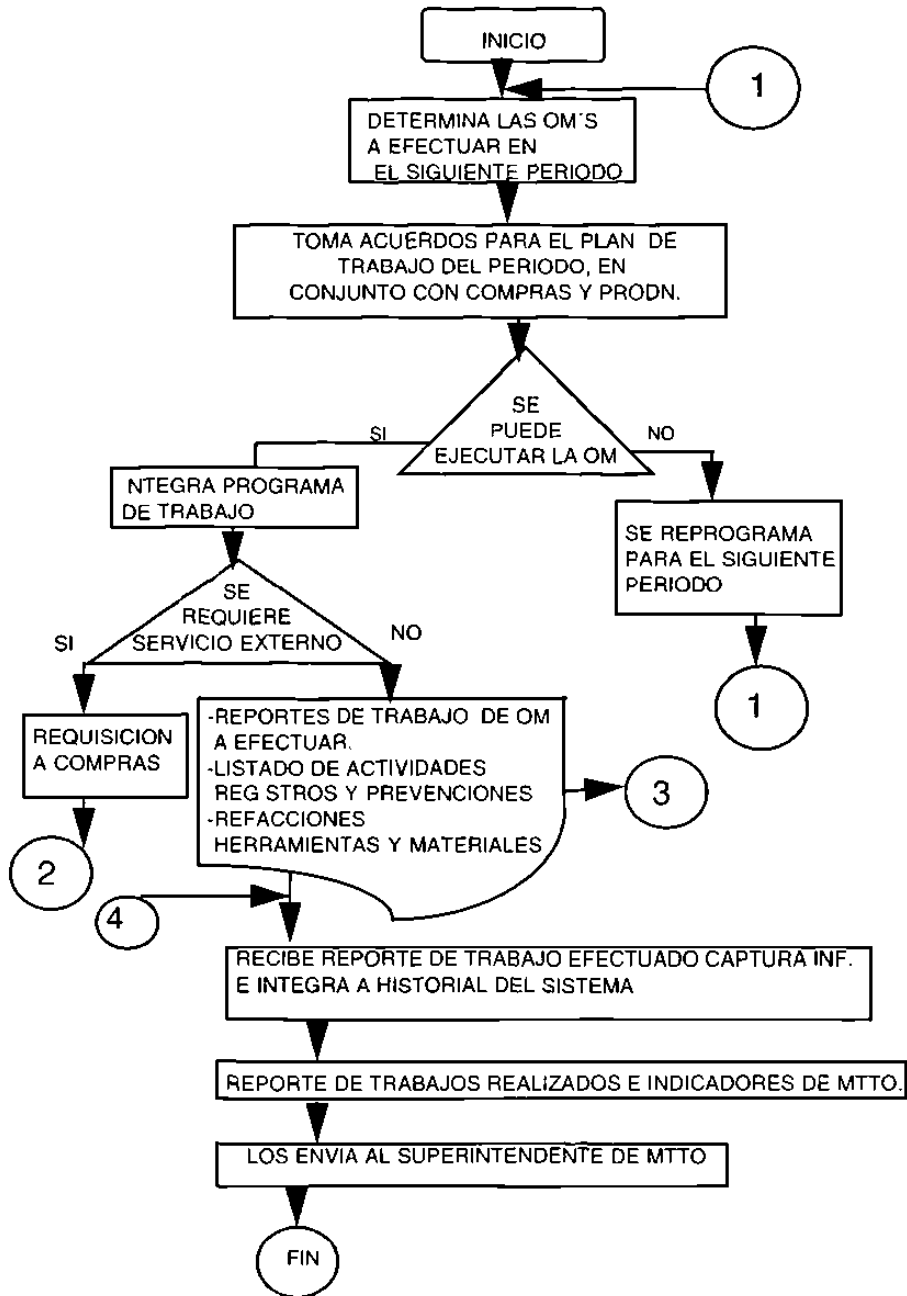 INICIO
1
DETERMINA LAS OM'S
A EFECTUAR EN
EL SIGUIENTE PERIODO
TOMA ACUERDOS PARA EL PLAN DE
TRABAJO DEL PERIODO, EN
CONJUNTO CON COMPRAS Y PRODN.
SE
PUEDE
EJECUTAR LA OM
SI
NO
NTEGRA PROGRAMA
DE TRABAJO
SE REPROGRAMA
PARA EL SIGUIENTE
PERIODO
SE
REQUIERE
SERVICIO EXTERNO
SI
NO
1
REQUISICION
A COMPRAS
-REPORTES DE TRABAJO DE OM
A EFECTUAR.
-LISTADO DE ACTIVIDADES
REG STROS Y PREVENCIONES
-REFACCIONES
HERRAMIENTAS Y MATERIALES
3
2
4
RECIBE REPORTE DE TRABAJO EFECTUADO CAPTURA INF.
E INTEGRA A HISTORIAL DEL SISTEMA
REPORTE DE TRABAJOS REALIZADOS E INDICADORES DE MTTO.
LOS ENVIA AL SUPERINTENDENTE DE MTTO
FIN